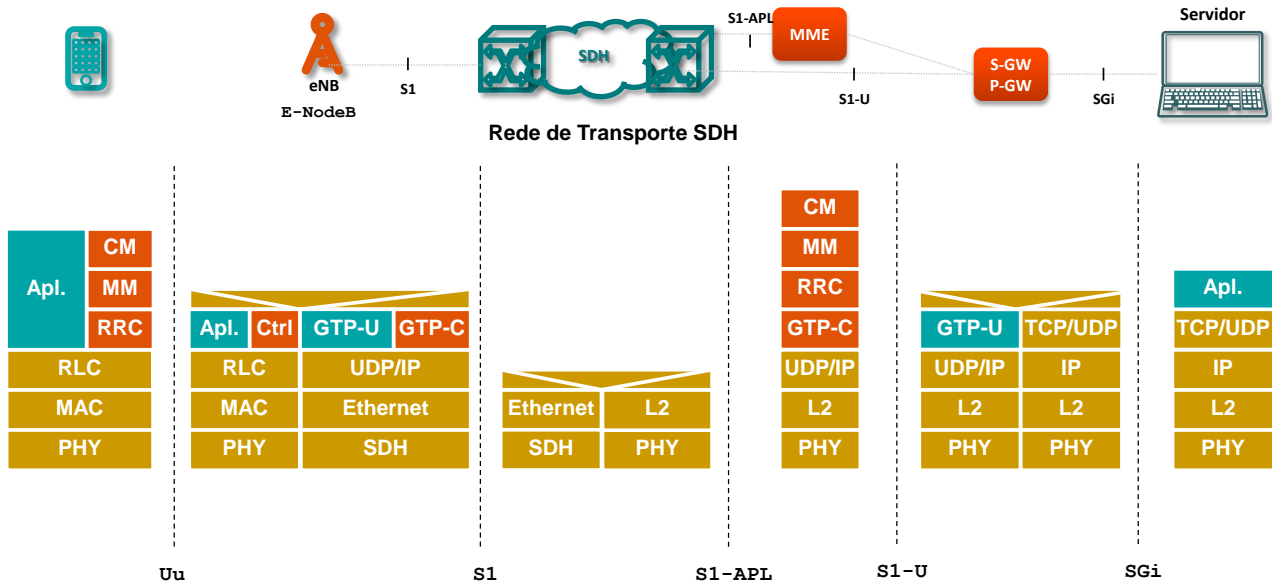 Servidor
S1-APL
MME
SDH
S-GW
P-GW
eNB
S1
S1-U
SGi
E-NodeB
Rede de Transporte SDH
CM
CM
MM
MM
Apl.
RRC
Apl.
RRC
Apl.
Ctrl
GTP-U
GTP-C
GTP-C
GTP-U
TCP/UDP
TCP/UDP
RLC
RLC
UDP/IP
UDP/IP
UDP/IP
IP
IP
MAC
MAC
Ethernet
Ethernet
L2
L2
L2
L2
L2
PHY
PHY
SDH
SDH
PHY
PHY
PHY
PHY
PHY
Uu
S1
S1-APL
S1-U
SGi